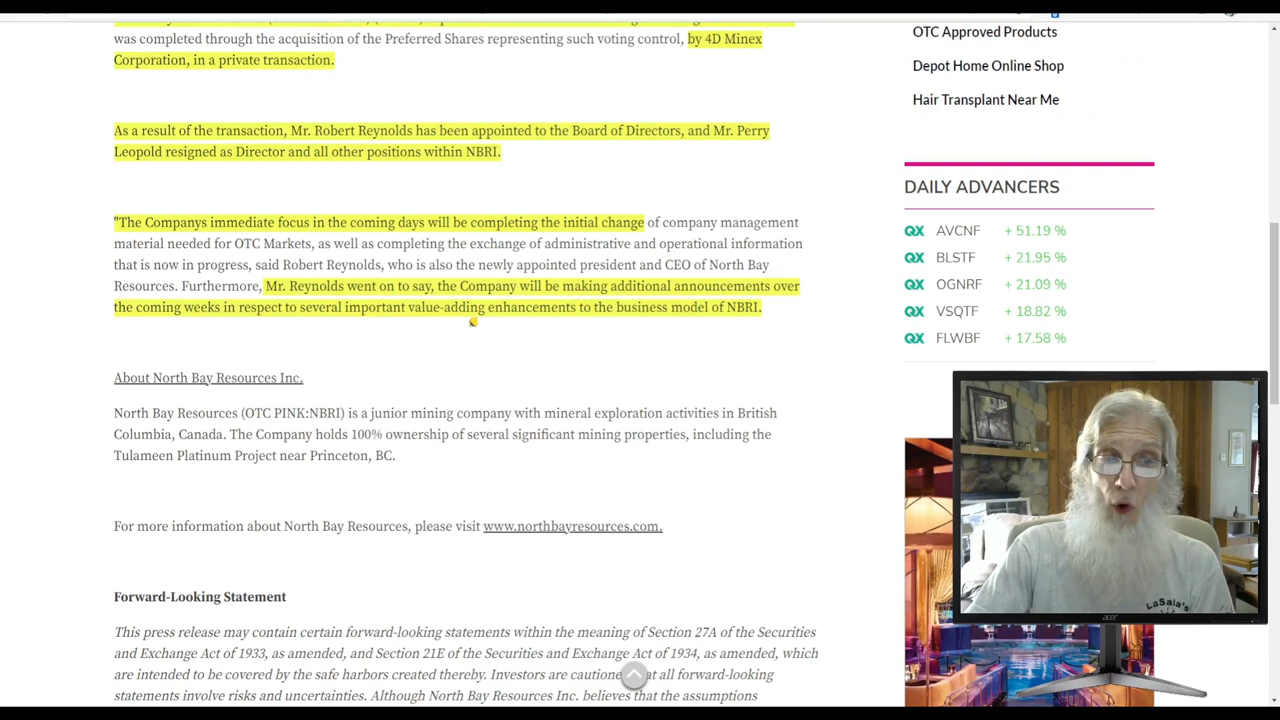 was completed through the acquisition of the Preferred Shares representing such voting control, by 4D Minex
Corporation, in a private transaction.
As a result of the transaction, Mr. Robert Reynolds has been appointed to the Board of Directors, and Mr. Perry
Leopold resigned as Director and all other positions within NBRI.
"The Companys immediate focus in the coming days will be completing the initial change of company management
material needed for OTC Markets, as well as completing the exchange of administrative and operational information
that is now in progress, said Robert Reynolds, who is also the newly appointed president and CEO of North Bay
Resources. Furthermore, Mr. Reynolds went on to say, the Company will be making additional announcements over
the coming weeks in respect to several important value-adding enhancements to the business model of NBRI.
About North Bay Resources Inc.
North Bay Resources (OTC PINK:NBRI) is a junior mining company with mineral exploration activities in British
Columbia, Canada. The Company holds 100% ownership of several significant mining properties, including the
Tulameen Platinum Project near Princeton, BC.
For more information about North Bay Resources, please visit www.northbayresources.com.
Forward-Looking Statement
This press release may contain certain forward-looking statements within the meaning of Section 27A of the Securities
and Exchange Act of 1933, as amended, and Section 21E of the Securities and Exchange Act of 1934, as amended, which
are intended to be covered by the safe harbors created thereby. Investors are cautioned that all forward-looking
statements involve risks and uncertainties. Although North Bay Resources Inc. believes that the assumptions
OTC Approved Products
Depot Home Online Shop
Hair Transplant Near Me
DAILY ADVANCERS
QX AVCNF + 51.19 %
QX BLSTF + 21.95 %
QX OGNRF + 21.09 %
QX VSQTF + 18.82 %
QX FLWBF + 17.58 %
LaSala's
acer